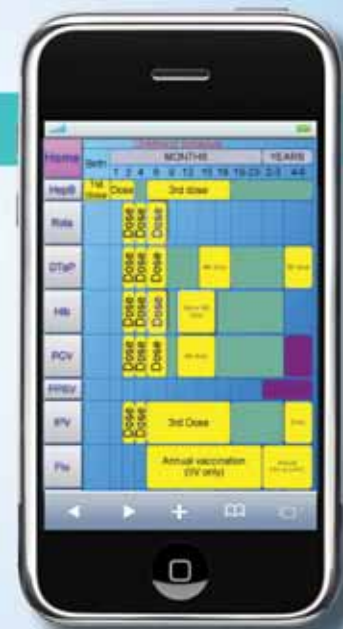 MONTHS YEARS
Home Birth 1 2 4 6 9 12 15 18 19-23 2-3 4-6
HepB 1st dose Dose 3rd dose
Rota Dose Dose Dose
DTaP Dose Dose Dose
Hib Dose Dose Dose
PCV Dose Dose Dose
PPSV
IPV Dose Dose 3rd Dose
Flu Annual vaccination (IIV only)